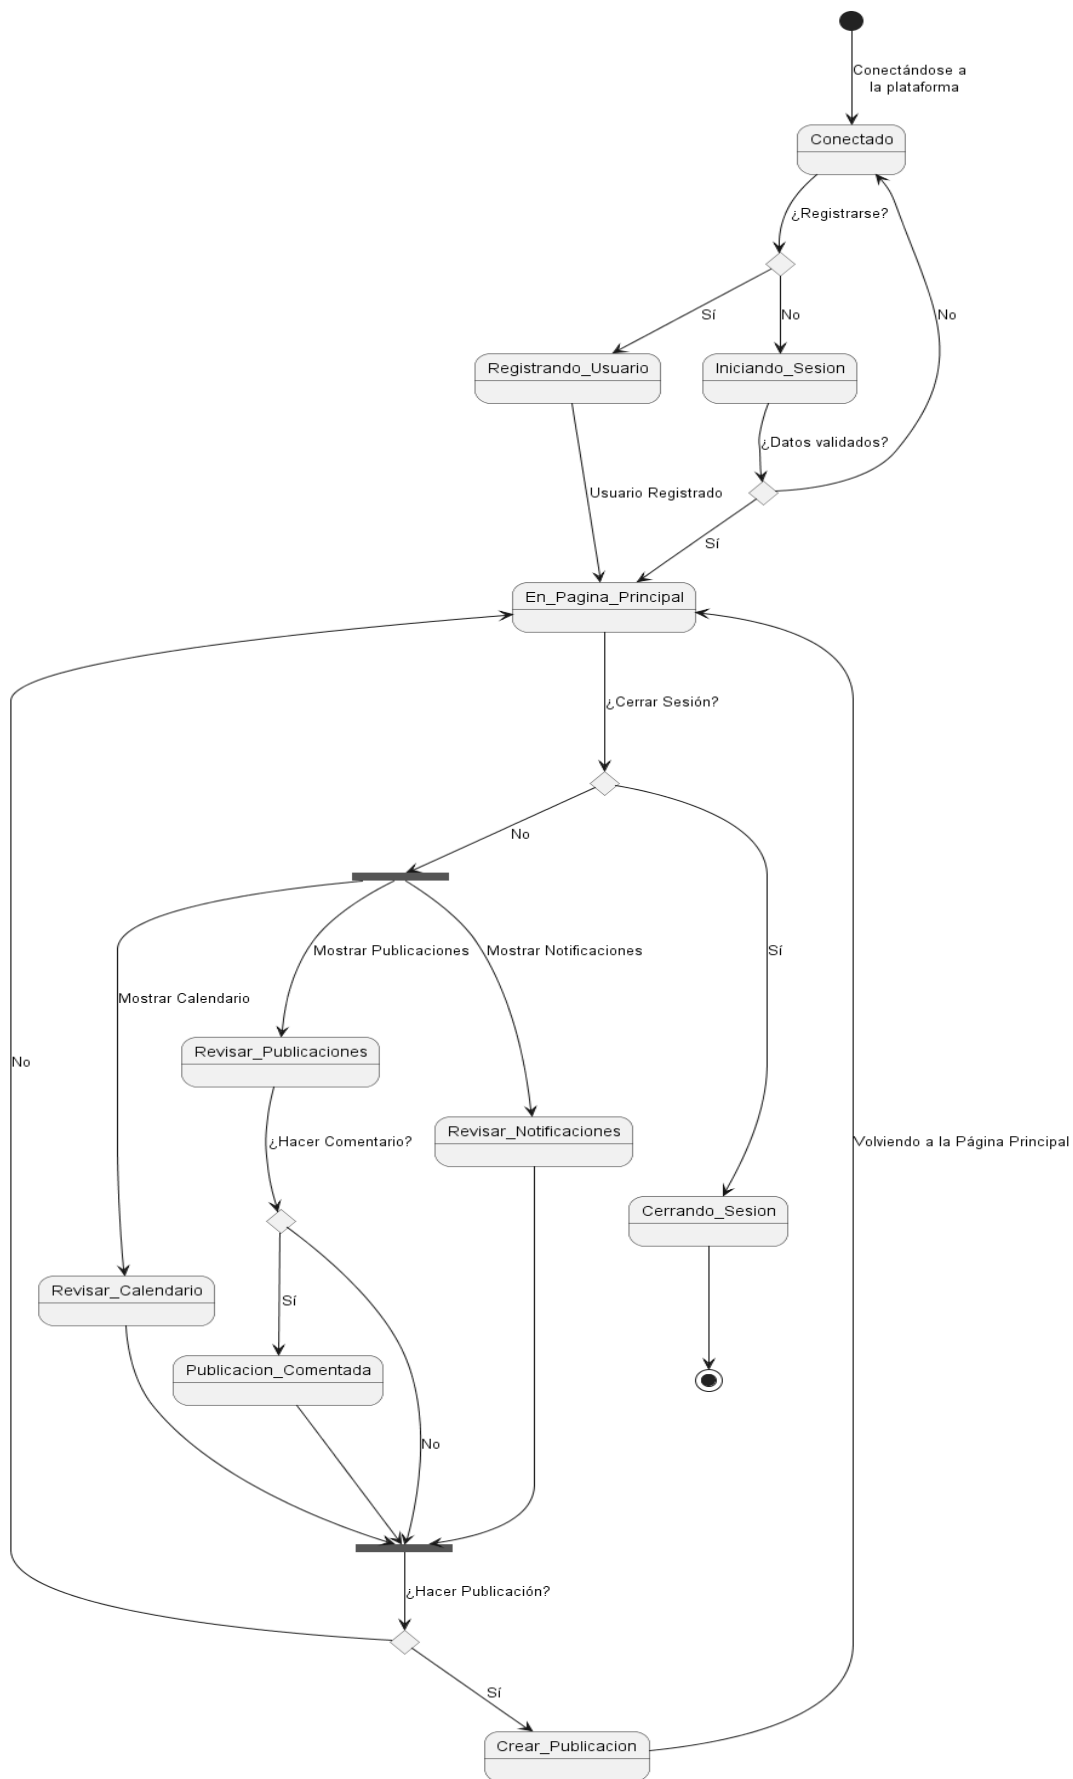 Conectándose a
la plataforma
Conectado
¿Registrarse?
Sí
No
No
Registrando_Usuario
Iniciando_Sesion
¿Datos validados?
Usuario Registrado
Sí
En_Pagina_Principal
¿Cerrar Sesión?
No
Mostrar Publicaciones
Mostrar Notificaciones
Sí
Mostrar Calendario
Revisar_Publicaciones
No
Revisar_Notificaciones
¿Hacer Comentario?
Volviendo a la Página Principal
Cerrando_Sesion
Revisar_Calendario
Sí
Publicacion_Comentada
No
¿Hacer Publicación?
Sí
Crear_Publicacion